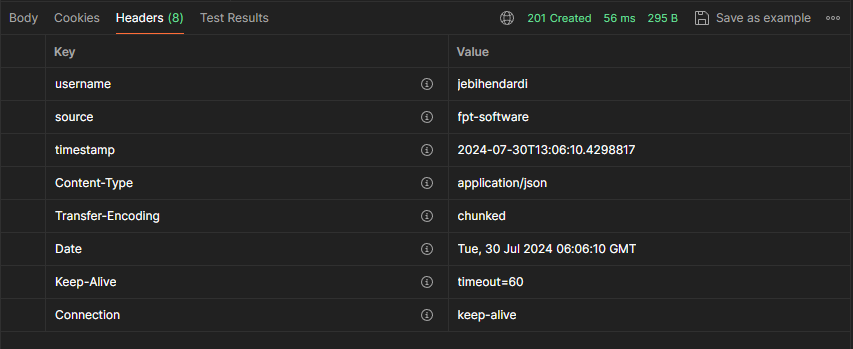 Body Cookies Headers (8) Test Results 201 Created 56 ms 295 B Save as example
Key Value
username jebihendardi
source fpt-software
timestamp 2024-07-30T13:06:10.4298817
Content-Type application/json
Transfer-Encoding chunked
Date Tue, 30 Jul 2024 06:06:10 GMT
Keep-Alive timeout=60
Connection keep-alive